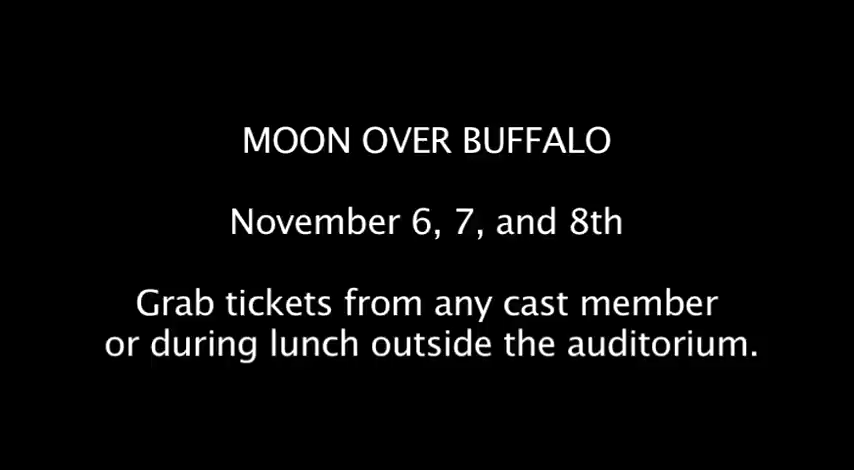 MOON OVER BUFFALO
November 6, 7, and 8th
Grab tickets from any cast member
or during lunch outside the auditorium.